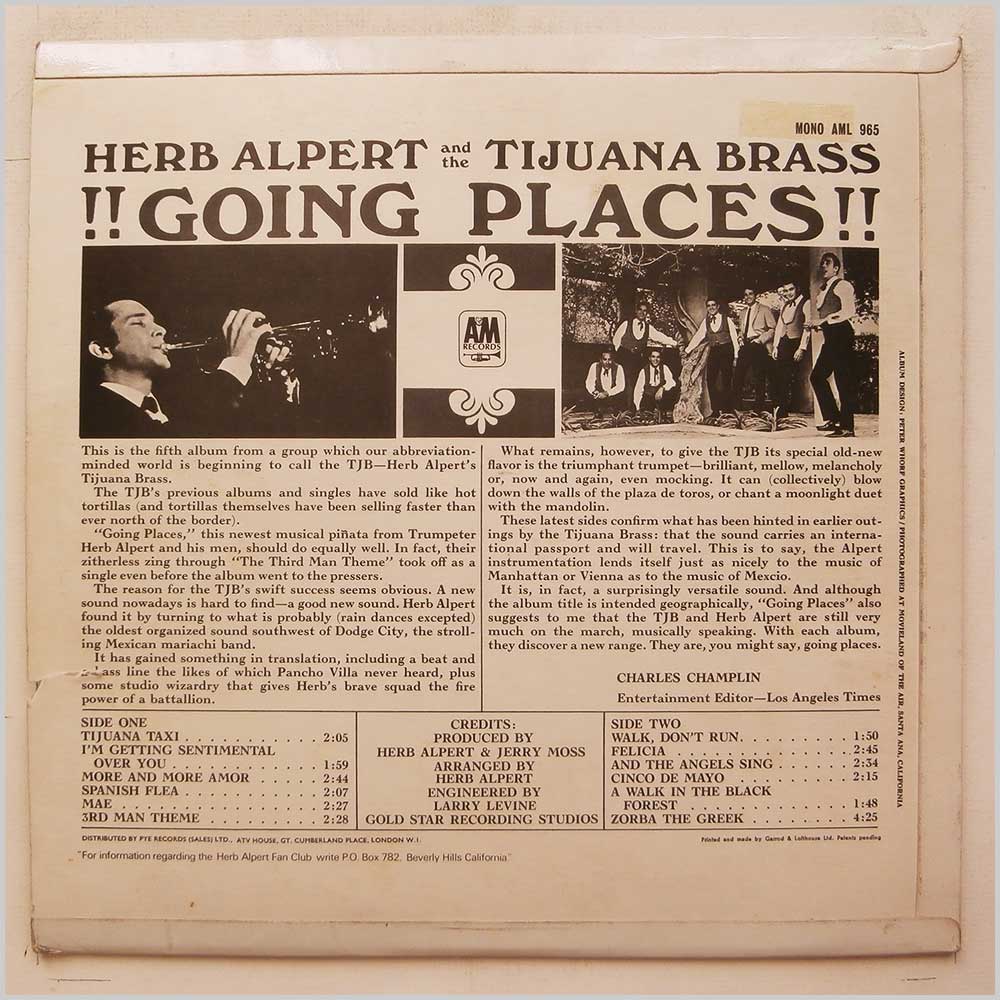 MONO AML 965
HERB ALPERT and the TIJUANA BRASS
!!GOING PLACES!!
A&M
RECORDS
This is the fifth album from a group which our abbreviation-
minded world is beginning to call the TJB—Herb Alpert's
Tijuana Brass.
The TJB's previous albums and singles have sold like hot
tortillas (and tortillas themselves have been selling faster than
ever north of the border).
"Going Places," this newest musical piñata from Trumpeter
Herb Alpert and his men, should do equally well. In fact, their
zitherless zing through "The Third Man Theme" took off as a
single even before the album went to the pressers.
The reason for the TJB's swift success seems obvious. A new
sound nowadays is hard to find—a good new sound. Herb Alpert
found it by turning to what is probably (rain dances excepted)
the oldest organized sound southwest of Dodge City, the stroll-
ing Mexican mariachi band.
It has gained something in translation, including a beat and
a bass line the likes of which Pancho Villa never heard, plus
some studio wizardry that gives Herb's brave squad the fire
power of a battallion.
What remains, however, to give the TJB its special old-new
flavor is the triumphant trumpet—brilliant, mellow, melancholy
or, now and again, even mocking. It can (collectively) blow
down the walls of the plaza de toros, or chant a moonlight duet
with the mandolin.
These latest sides confirm what has been hinted in earlier out-
ings by the Tijuana Brass: that the sound carries an interna-
tional passport and will travel. This is to say, the Alpert
instrumentation lends itself just as nicely to the music of
Manhattan or Vienna as to the music of Mexcio.
It is, in fact, a surprisingly versatile sound. And although
the album title is intended geographically, "Going Places" also
suggests to me that the TJB and Herb Alpert are still very
much on the march, musically speaking. With each album,
they discover a new range. They are, you might say, going places.
CHARLES CHAMPLIN
Entertainment Editor—Los Angeles Times
ALBUM DESIGN: PETER WHORF GRAPHICS / PHOTOGRAPHED AT MOVIELAND OF THE AIR, SANTA ANA, CALIFORNIA
SIDE ONE
TIJUANA TAXI . . . . . . . . . . . 2:05
I'M GETTING SENTIMENTAL
OVER YOU . . . . . . . . . . . . 1:59
MORE AND MORE AMOR . . . . . 2:44
SPANISH FLEA . . . . . . . . . . . 2:07
MAE . . . . . . . . . . . . . . . . 2:27
3RD MAN THEME . . . . . . . . . 2:28
CREDITS:
PRODUCED BY
HERB ALPERT & JERRY MOSS
ARRANGED BY
HERB ALPERT
ENGINEERED BY
LARRY LEVINE
GOLD STAR RECORDING STUDIOS
SIDE TWO
WALK, DON'T RUN. . . . . . . . . 1:50
FELICIA . . . . . . . . . . . . . . 2:45
AND THE ANGELS SING . . . . . . 2:34
CINCO DE MAYO . . . . . . . . . . 2:15
A WALK IN THE BLACK
FOREST . . . . . . . . . . . . . 1:48
ZORBA THE GREEK . . . . . . . . 4:25
DISTRIBUTED BY PYE RECORDS (SALES) LTD., ATV HOUSE, GT. CUMBERLAND PLACE, LONDON W.1.
Printed and made by Garrod & Lofthouse Ltd. Patents pending
"For information regarding the Herb Alpert Fan Club write P.O. Box 782, Beverly Hills California"